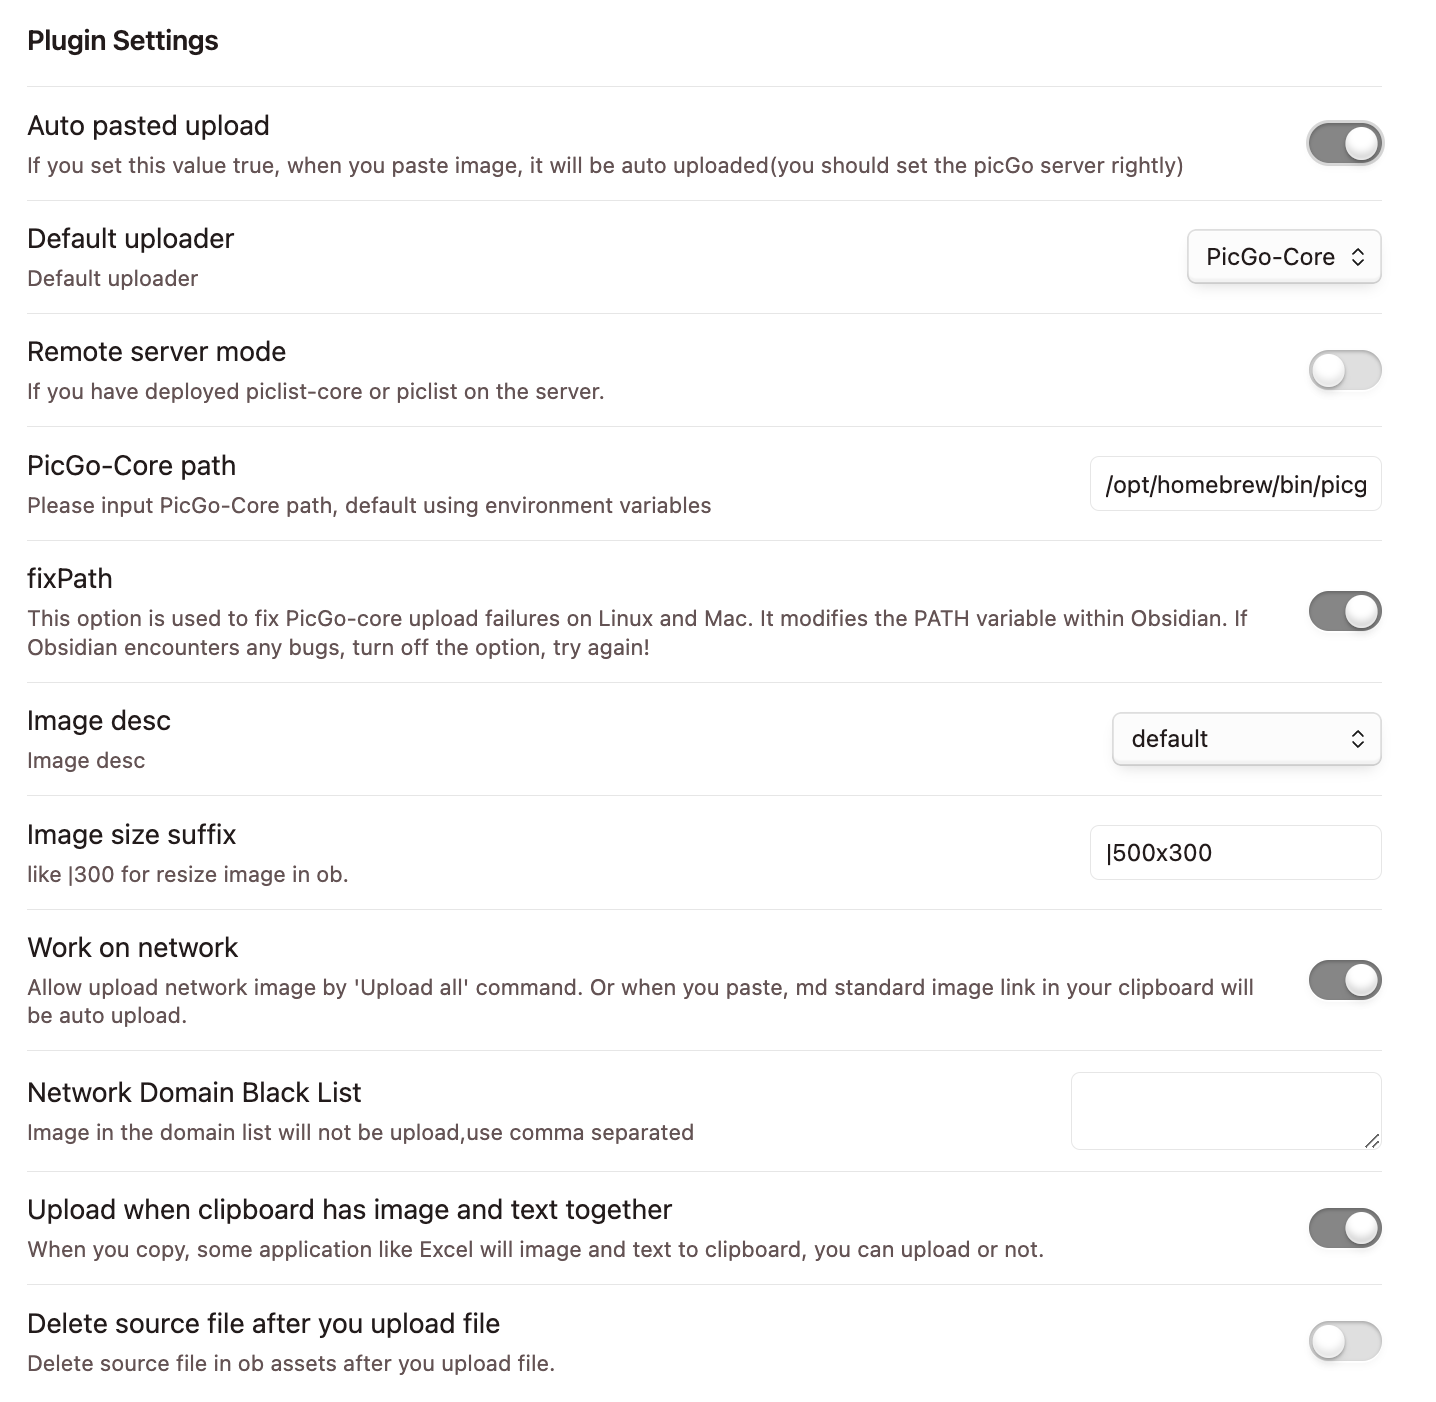 Plugin Settings
Auto pasted upload
If you set this value true, when you paste image, it will be auto uploaded(you should set the picGo server rightly)
Default uploader
Default uploader
PicGo-Core
Remote server mode
If you have deployed piclist-core or piclist on the server.
PicGo-Core path
Please input PicGo-Core path, default using environment variables
/opt/homebrew/bin/picg
fixPath
This option is used to fix PicGo-core upload failures on Linux and Mac. It modifies the PATH variable within Obsidian. If
Obsidian encounters any bugs, turn off the option, try again!
Image desc
Image desc
default
Image size suffix
like |300 for resize image in ob.
|500x300
Work on network
Allow upload network image by 'Upload all' command. Or when you paste, md standard image link in your clipboard will
be auto upload.
Network Domain Black List
Image in the domain list will not be upload,use comma separated
Upload when clipboard has image and text together
When you copy, some application like Excel will image and text to clipboard, you can upload or not.
Delete source file after you upload file
Delete source file in ob assets after you upload file.